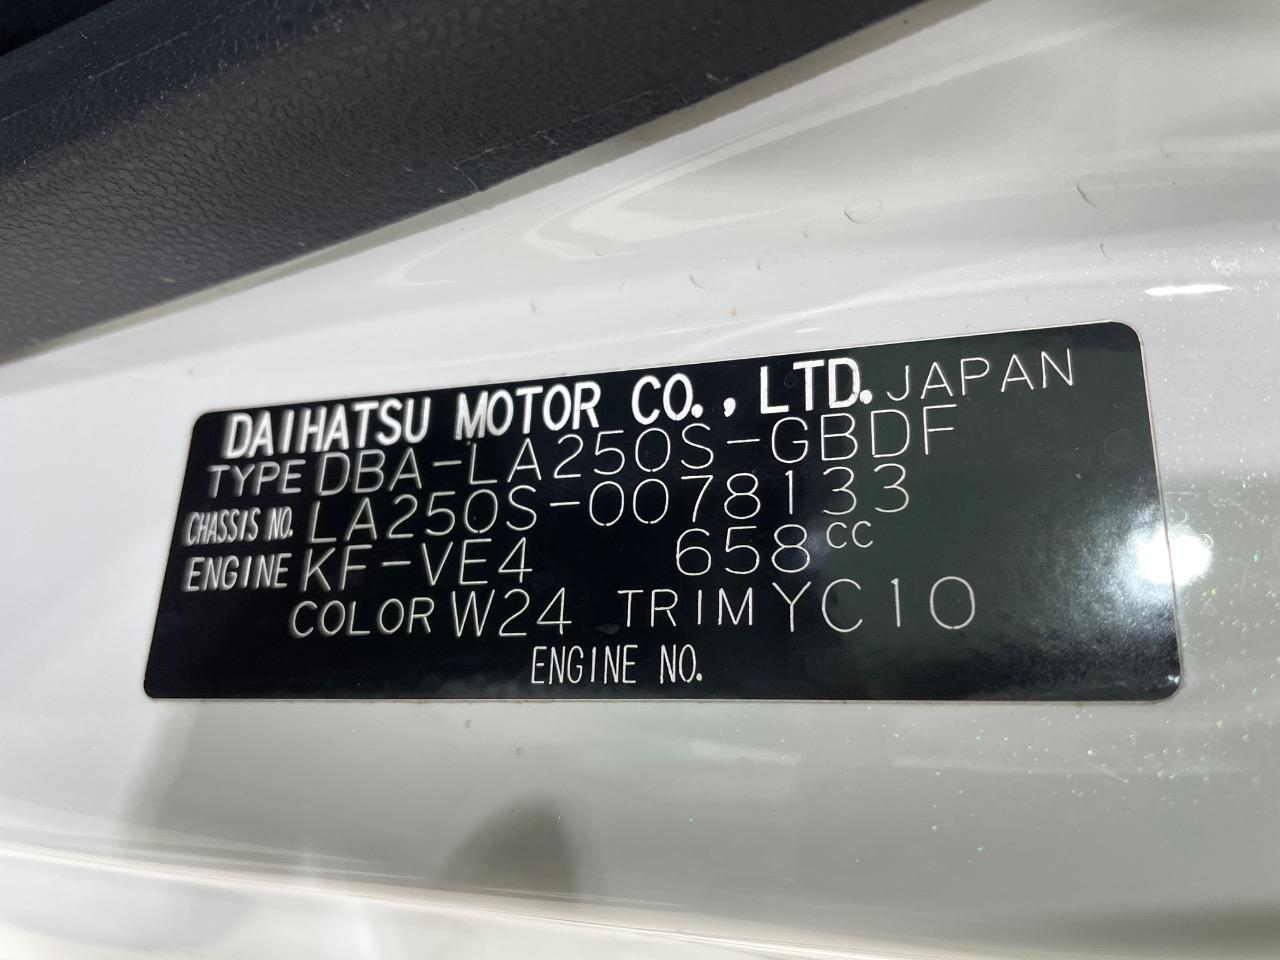 DAIHATSU MOTOR CO., LTD. JAPAN
TYPE DBA-LA250S-GBDF
CHASSIS NO. LA250S-0078133
ENGINE KF-VE4 658CC
COLOR W24 TRIM YC10
ENGINE NO.